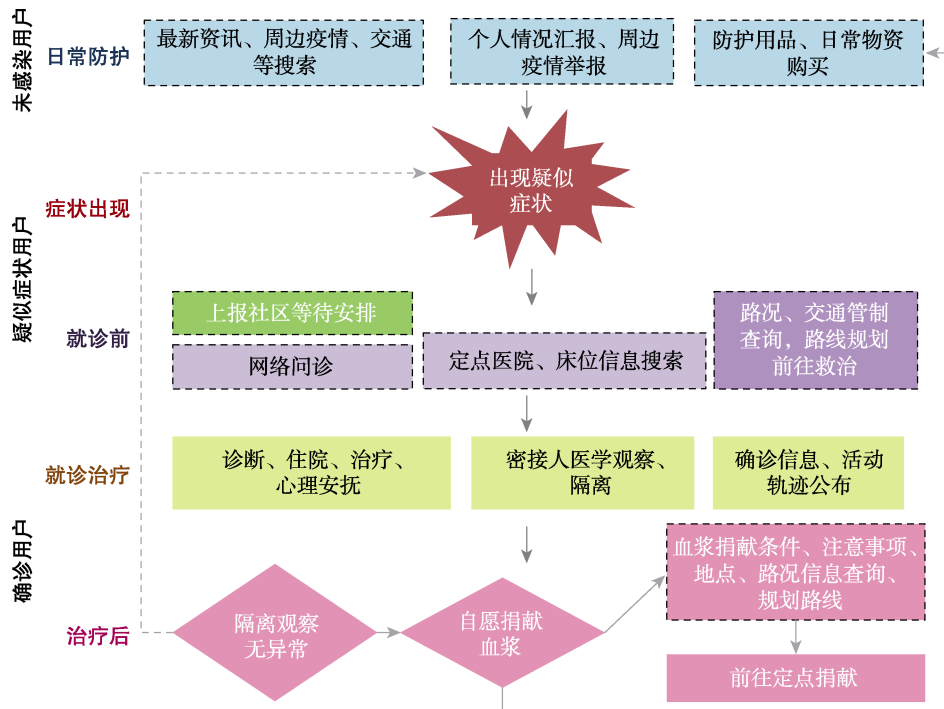 未感染用户
日常防护
最新资讯、周边疫情、交通
等搜索
个人情况汇报、周边
疫情举报
防护用品、日常物资
购买
疑似症状用户
症状出现
出现疑似
症状
就诊前
上报社区等待安排
网络问诊
定点医院、床位信息搜索
路况、交通管制
查询，路线规划
前往救治
确诊用户
就诊治疗
诊断、住院、治疗、
心理安抚
密接人医学观察、
隔离
确诊信息、活动
轨迹公布
治疗后
隔离观察
无异常
自愿捐献
血浆
血浆捐献条件、注意事项、
地点、路况信息查询、
规划路线
前往定点捐献